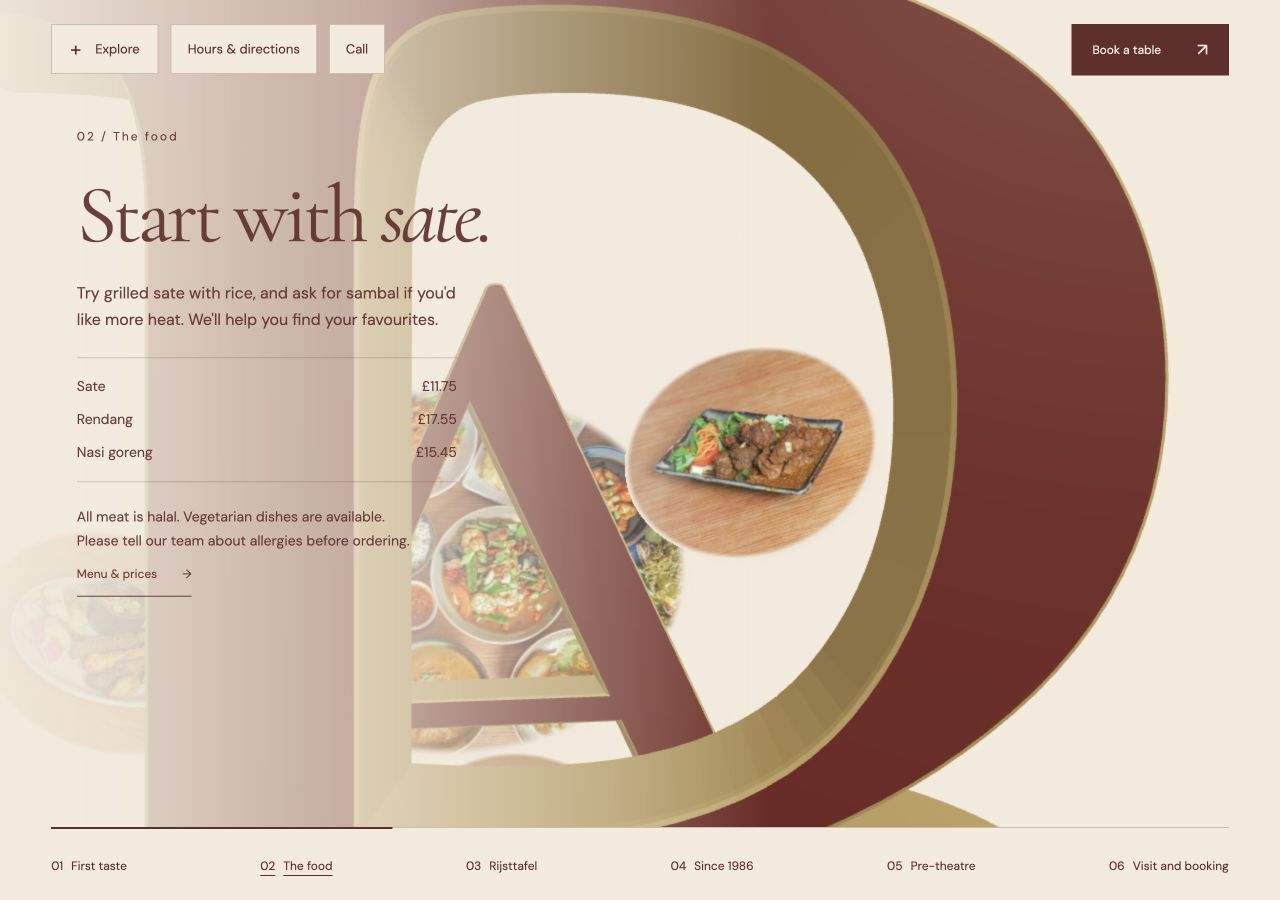 + Explore
Hours & directions
Call
Book a table
02 / The food
Start with sate.
Try grilled sate with rice, and ask for sambal if you'd
like more heat. We'll help you find your favourites.
Sate £11.75
Rendang £17.55
Nasi goreng £15.45
All meat is halal. Vegetarian dishes are available.
Please tell our team about allergies before ordering.
Menu & prices →
DA
01 First taste
02 The food
03 Rijsttafel
04 Since 1986
05 Pre-theatre
06 Visit and booking